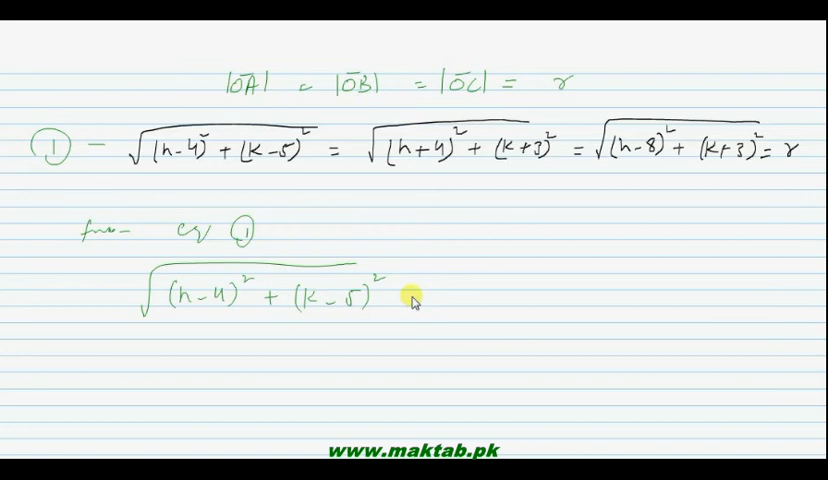 |OA̅| = |OB̅| = |OC̅| = r
① — √(h-4)² + (k-5)² = √(h+4)² + (k+3)² = √(h-8)² + (k+3)² = r
from eq ①
√(h-4)² + (k-5)²
www.maktab.pk